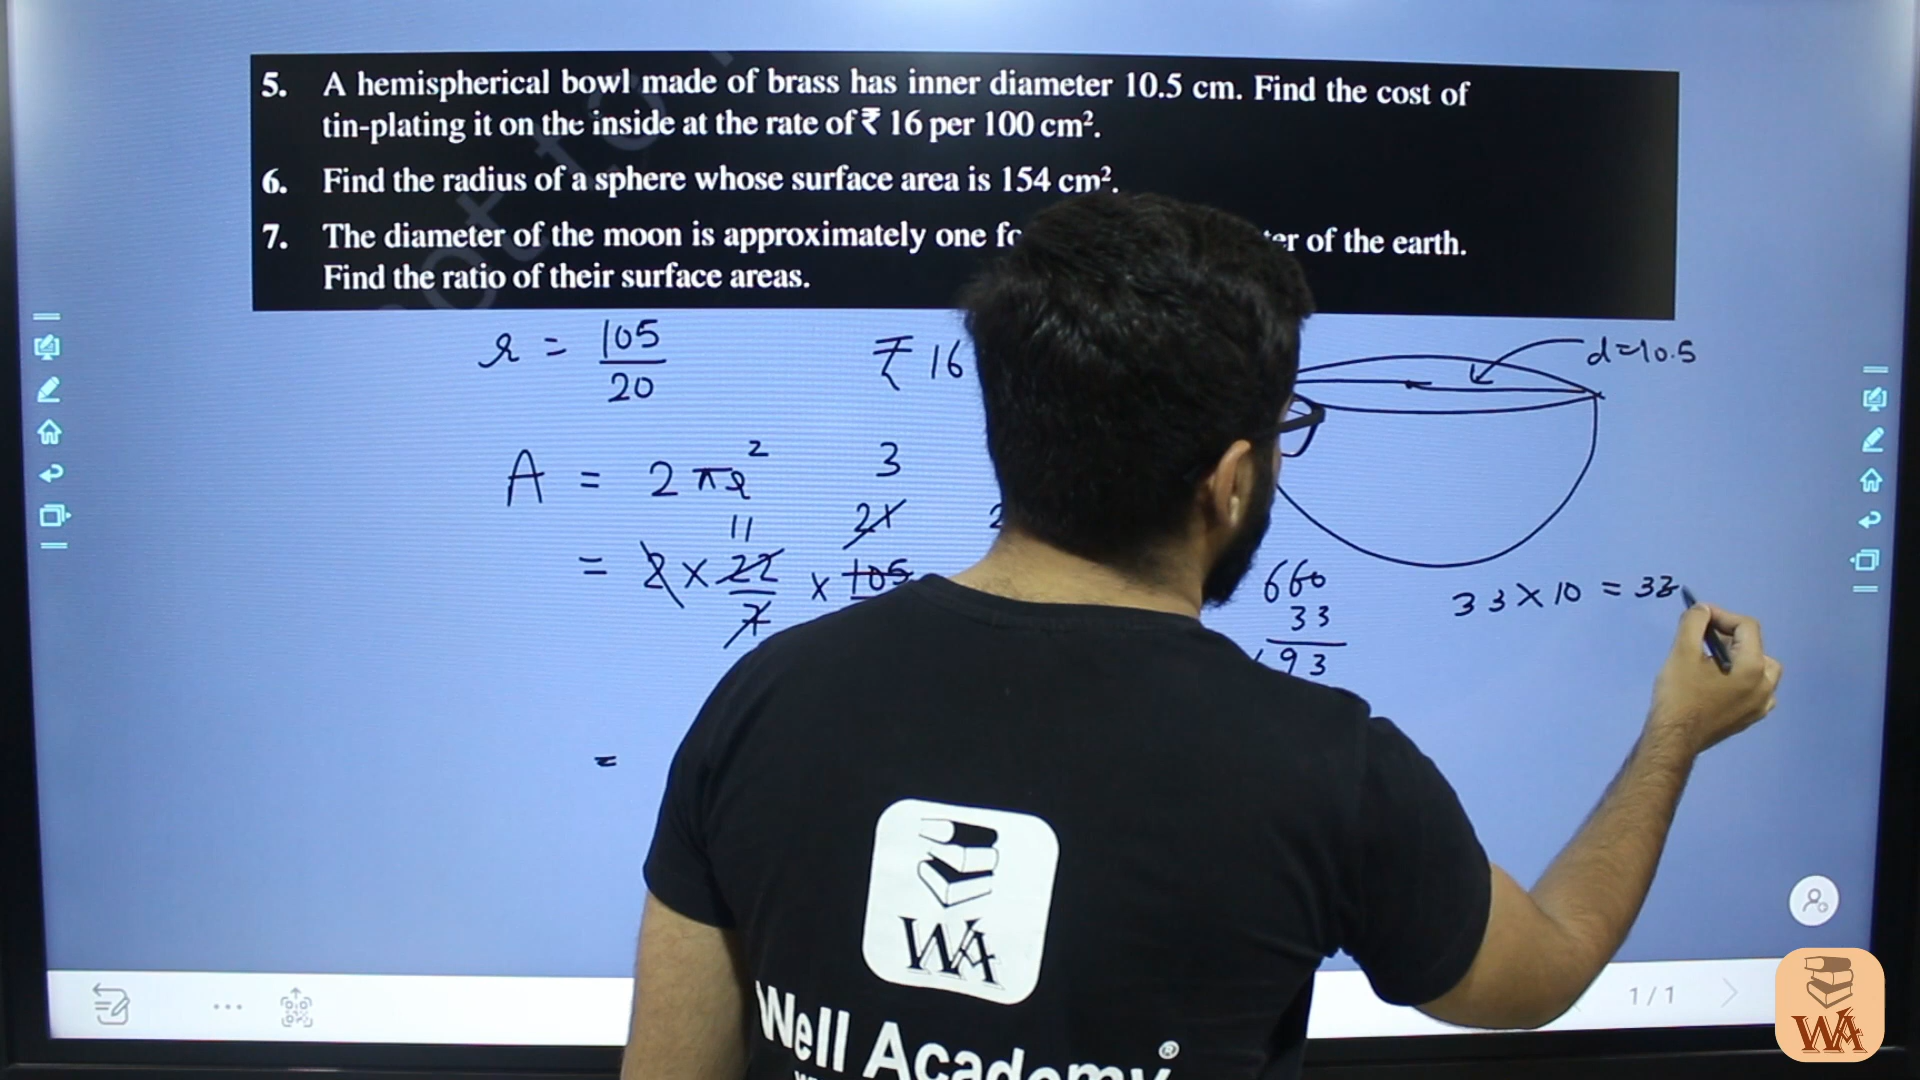 5. A hemispherical bowl made of brass has inner diameter 10.5 cm. Find the cost of
tin-plating it on the inside at the rate of ₹ 16 per 100 cm².
6. Find the radius of a sphere whose surface area is 154 cm².
7. The diameter of the moon is approximately one of the earth.
Find the ratio of their surface areas.
r = 105
20
₹ 16
d=10.5
A = 2πr²
3
11
21
2
= 2 × 22 × 105
7
660
33
93
33×10 = 33
=
1/1
WA
Well Academy®
WA